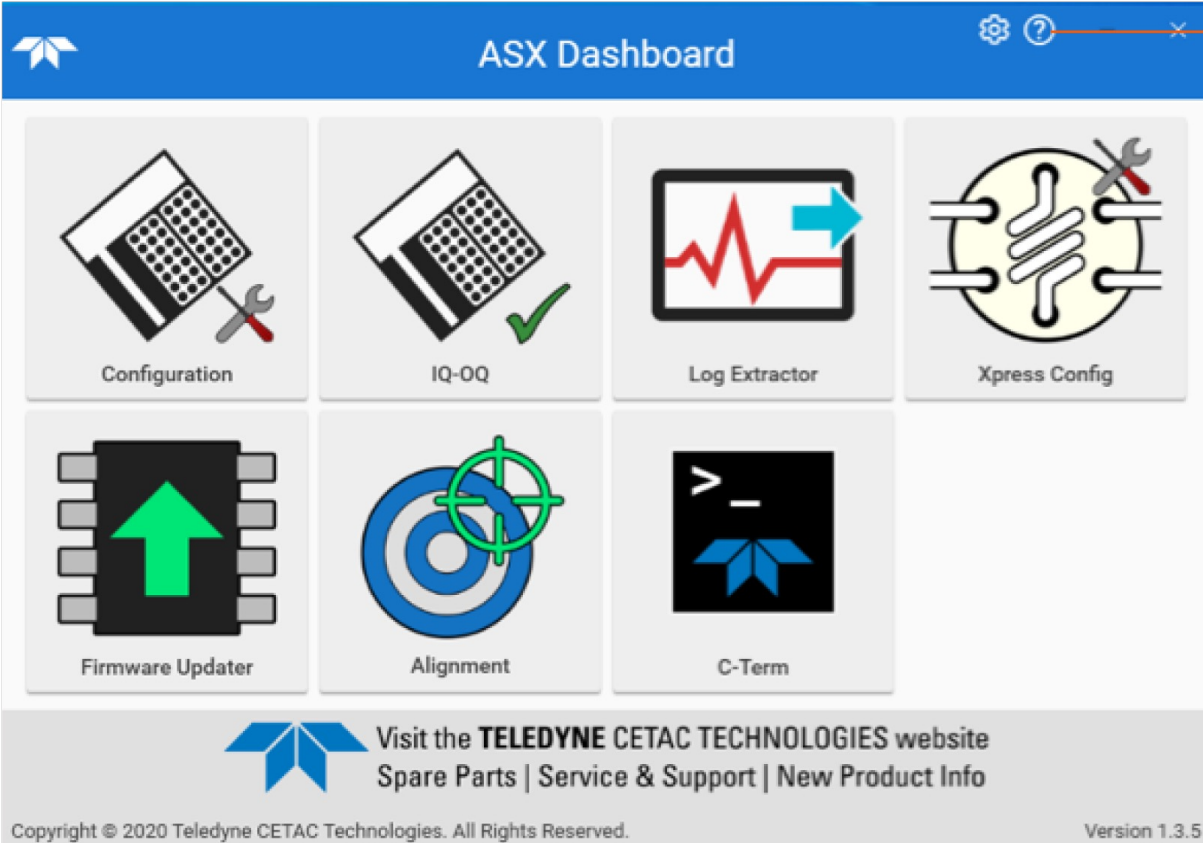 ASX Dashboard
Configuration
IQ-OQ
Log Extractor
Xpress Config
Firmware Updater
Alignment
>_
C-Term
Visit the TELEDYNE CETAC TECHNOLOGIES website
Spare Parts | Service & Support | New Product Info
Copyright © 2020 Teledyne CETAC Technologies. All Rights Reserved.
Version 1.3.5